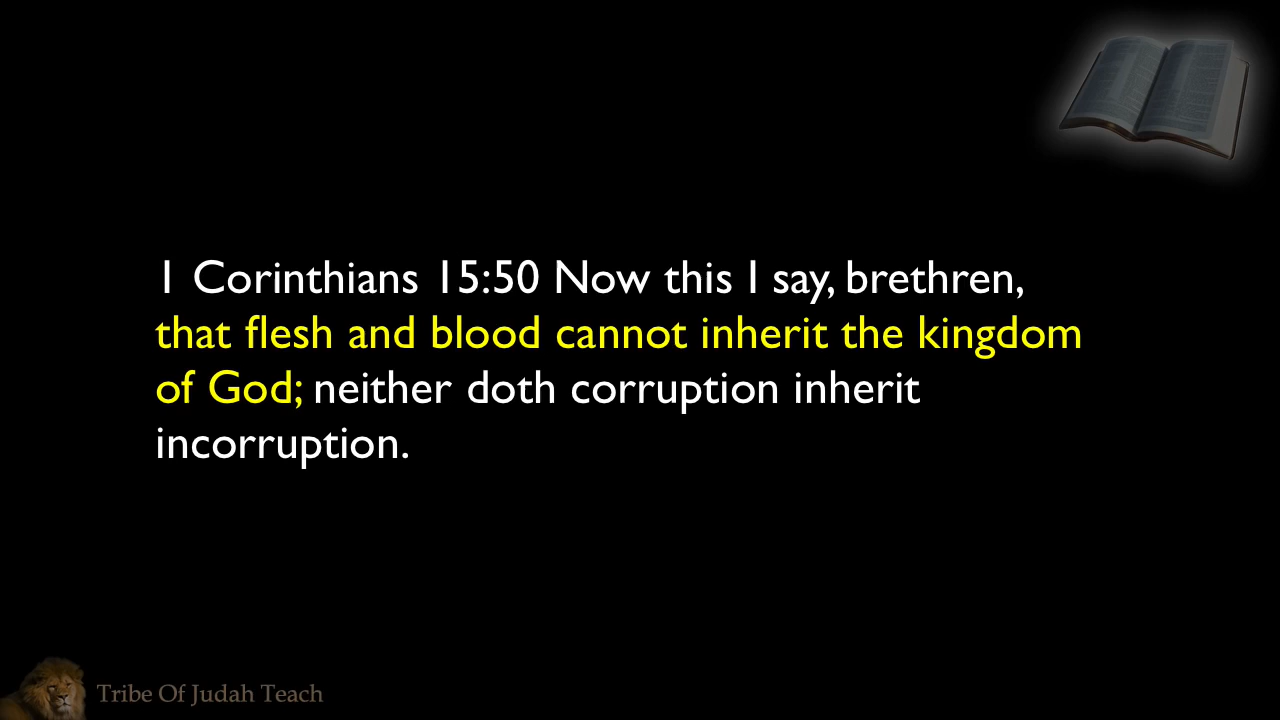 1 Corinthians 15:50 Now this I say, brethren,
that flesh and blood cannot inherit the kingdom
of God; neither doth corruption inherit
incorruption.
Tribe Of Judah Teach